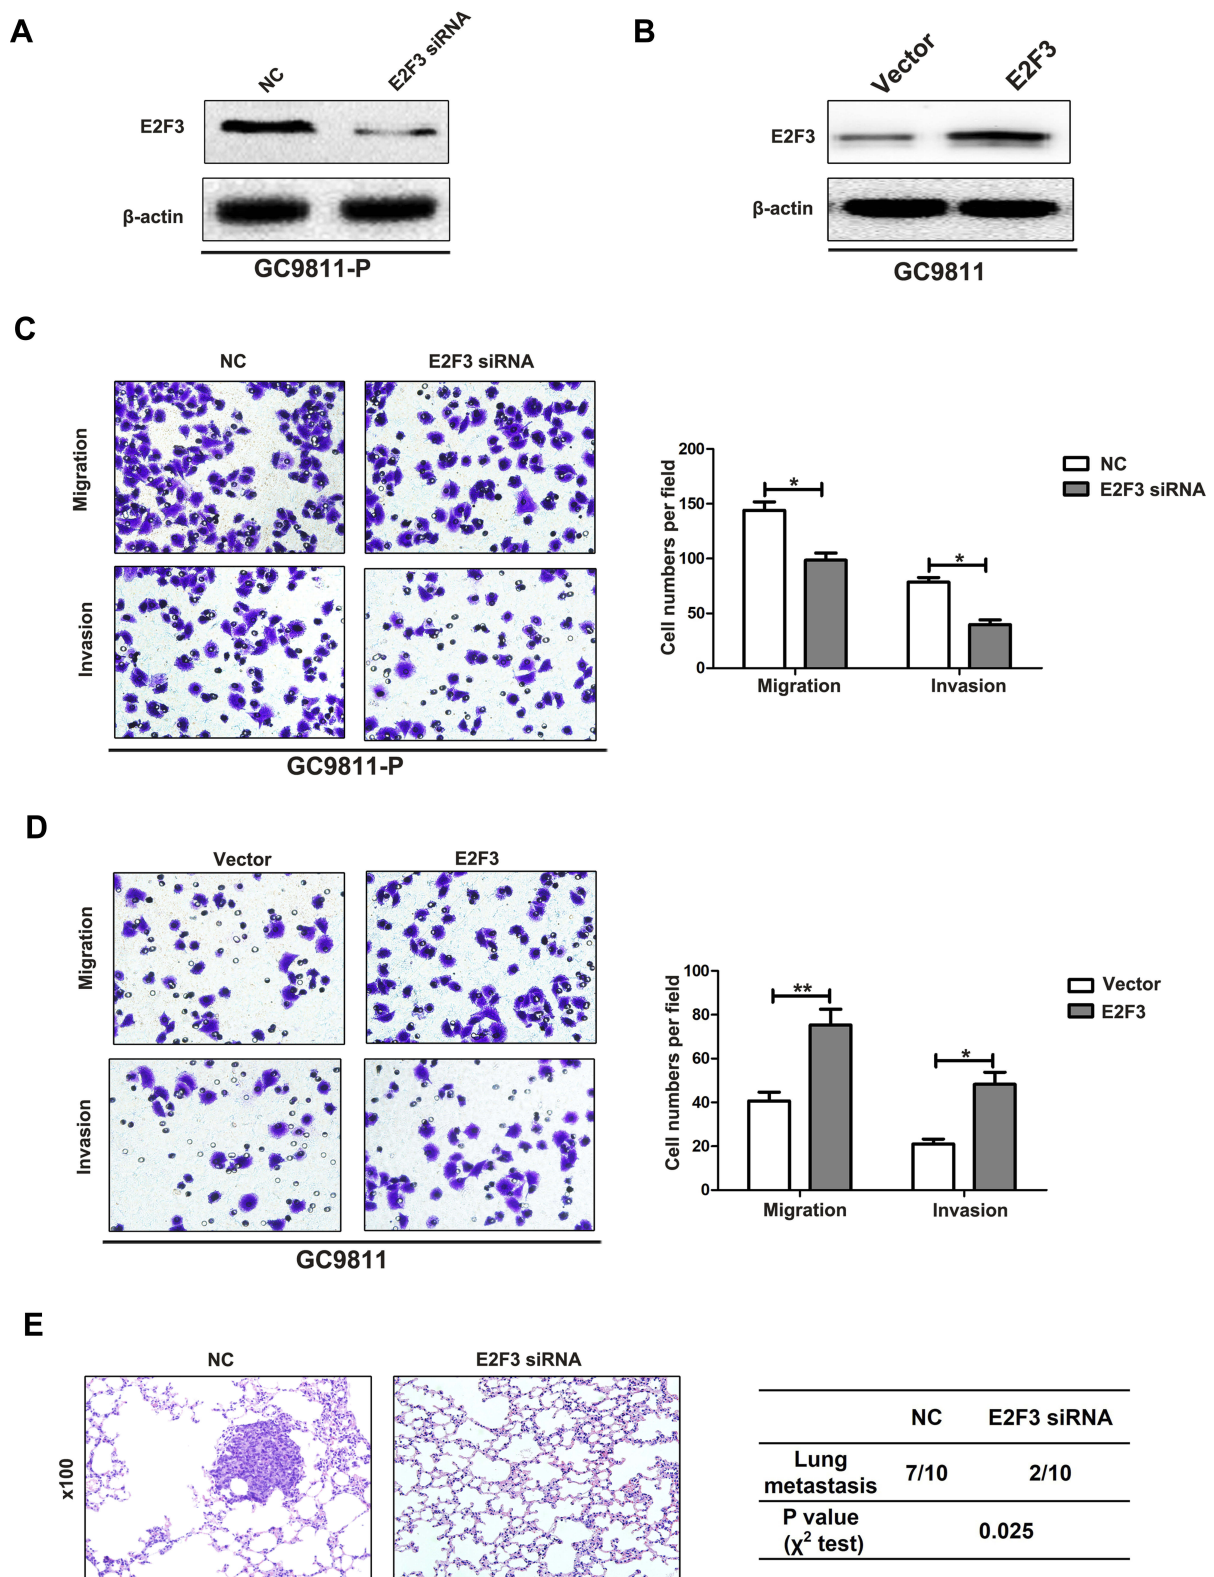 A
NC
E2F3 siRNA
E2F3
β-actin
GC9811-P
B
Vector
E2F3
E2F3
β-actin
GC9811
C
NC
E2F3 siRNA
Migration
Invasion
GC9811-P
Cell numbers per field
200
150
100
50
0
*
*
Migration
Invasion
NC
E2F3 siRNA
D
Vector
E2F3
Migration
Invasion
GC9811
Cell numbers per field
100
80
60
40
20
0
**
*
Migration
Invasion
Vector
E2F3
E
NC
E2F3 siRNA
x100
NC E2F3 siRNA
Lung
metastasis
7/10 2/10
P value
(χ² test)
0.025